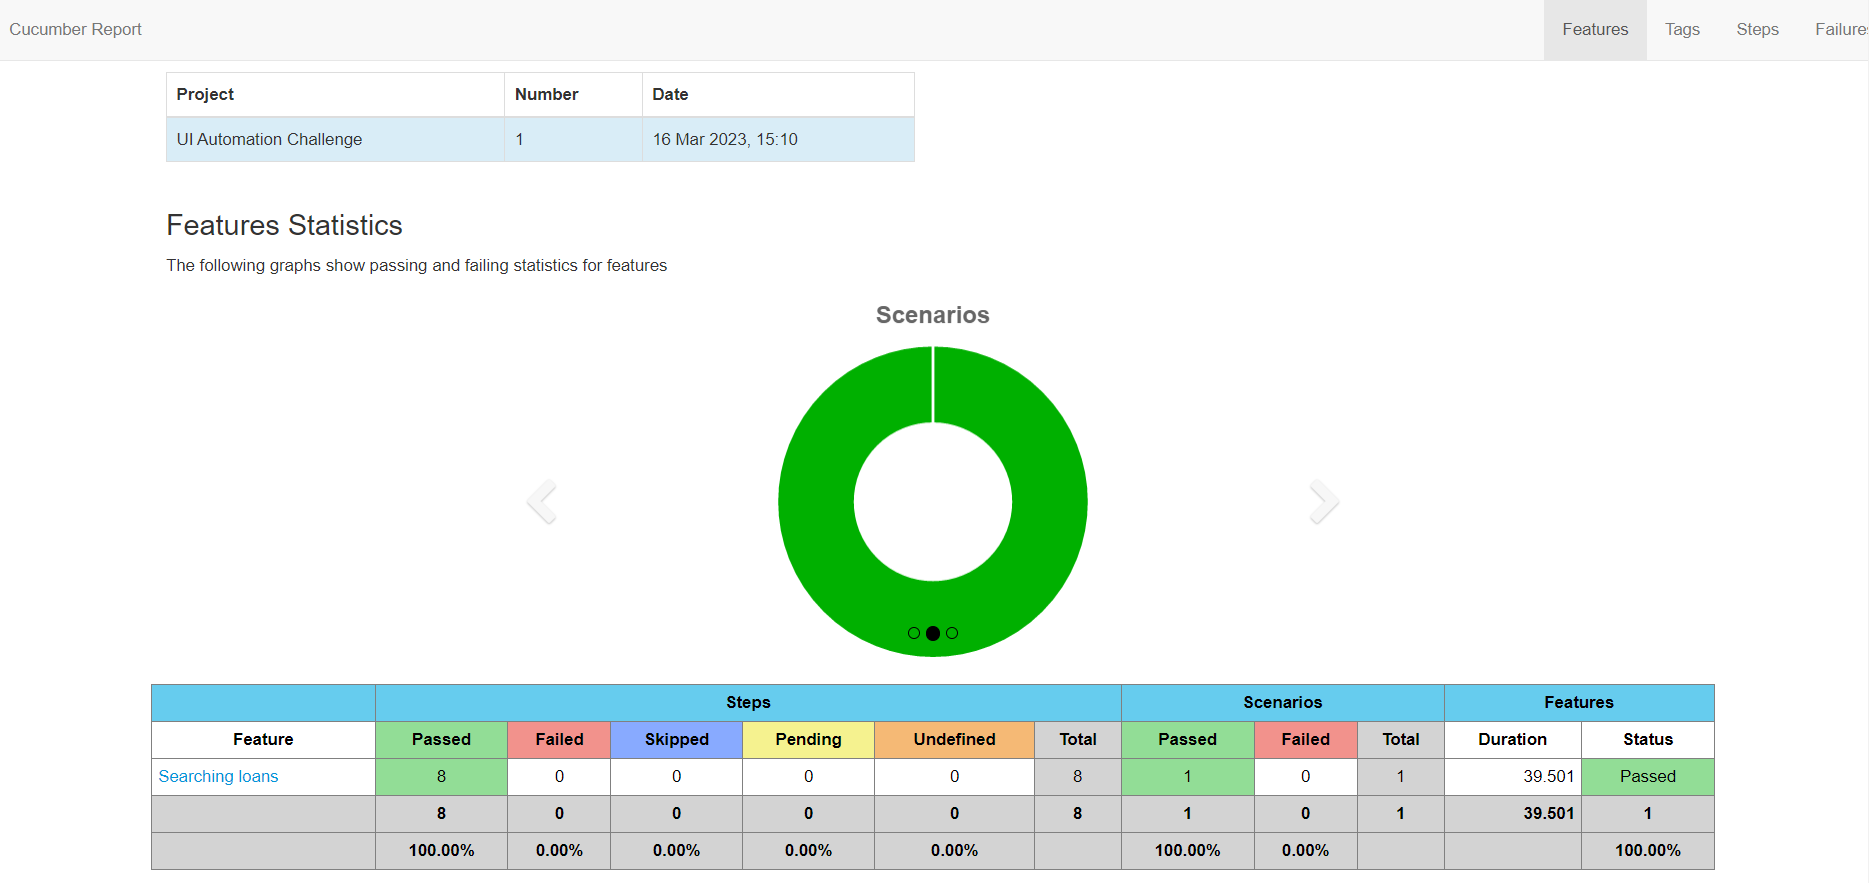 Cucumber Report Features Tags Steps Failures
Project Number Date
UI Automation Challenge 1 16 Mar 2023, 15:10
Features Statistics
The following graphs show passing and failing statistics for features
Scenarios
Steps Scenarios Features
Feature Passed Failed Skipped Pending Undefined Total Passed Failed Total Duration Status
Searching loans 8 0 0 0 0 8 1 0 1 39.501 Passed
8 0 0 0 0 8 1 0 1 39.501 1
100.00% 0.00% 0.00% 0.00% 0.00% 100.00% 0.00% 100.00%